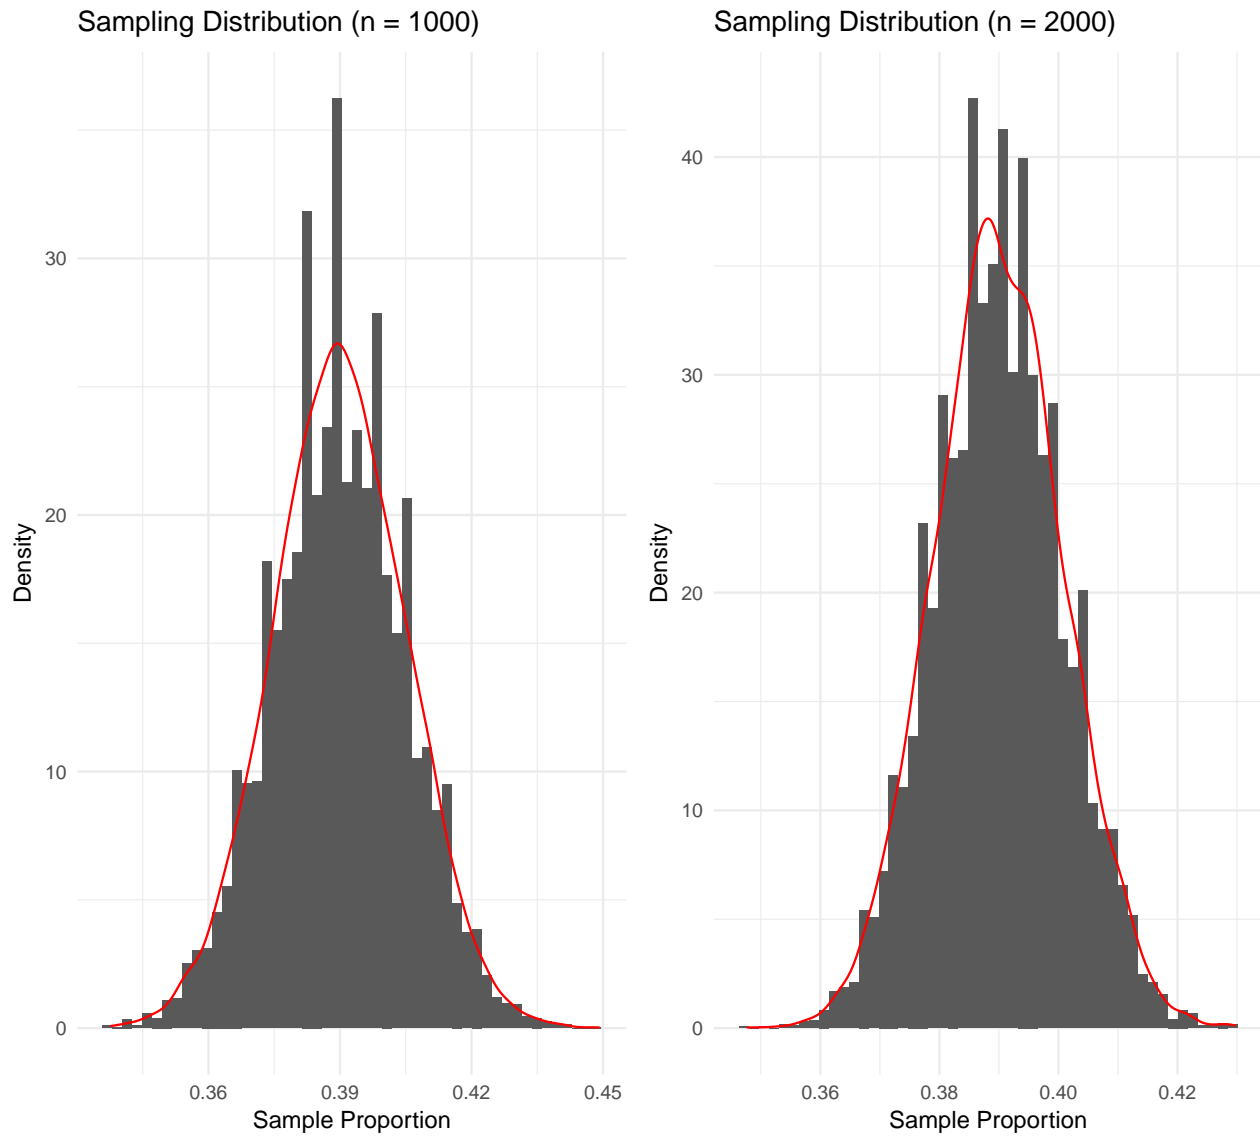 Sampling Distribution (n = 1000)
30
20
10
0
Density
0.36 0.39 0.42 0.45
Sample Proportion
Sampling Distribution (n = 2000)
40
30
20
10
0
Density
0.36 0.38 0.40 0.42
Sample Proportion